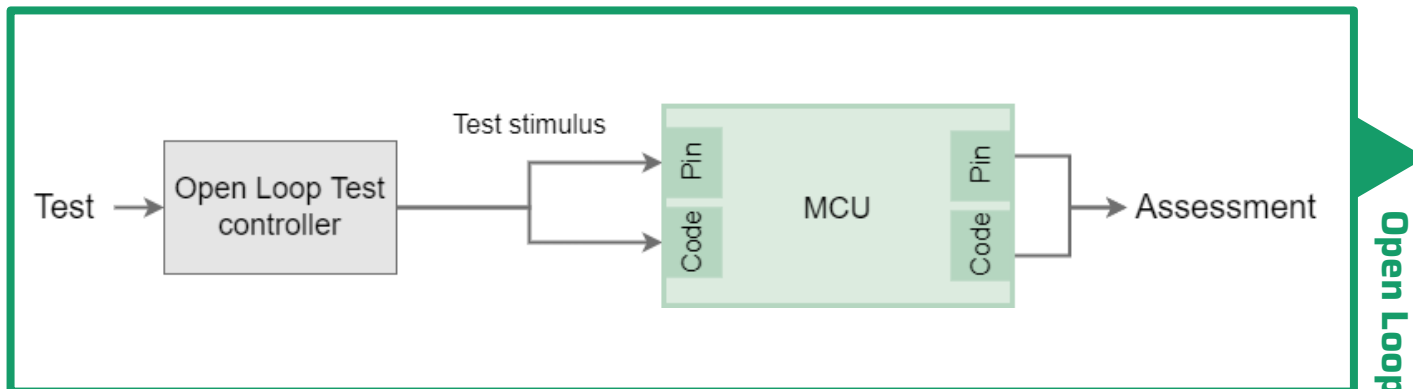 Test
Open Loop Test
controller
Test stimulus
Pin
Code
MCU
Pin
Code
Assessment
Open Loop